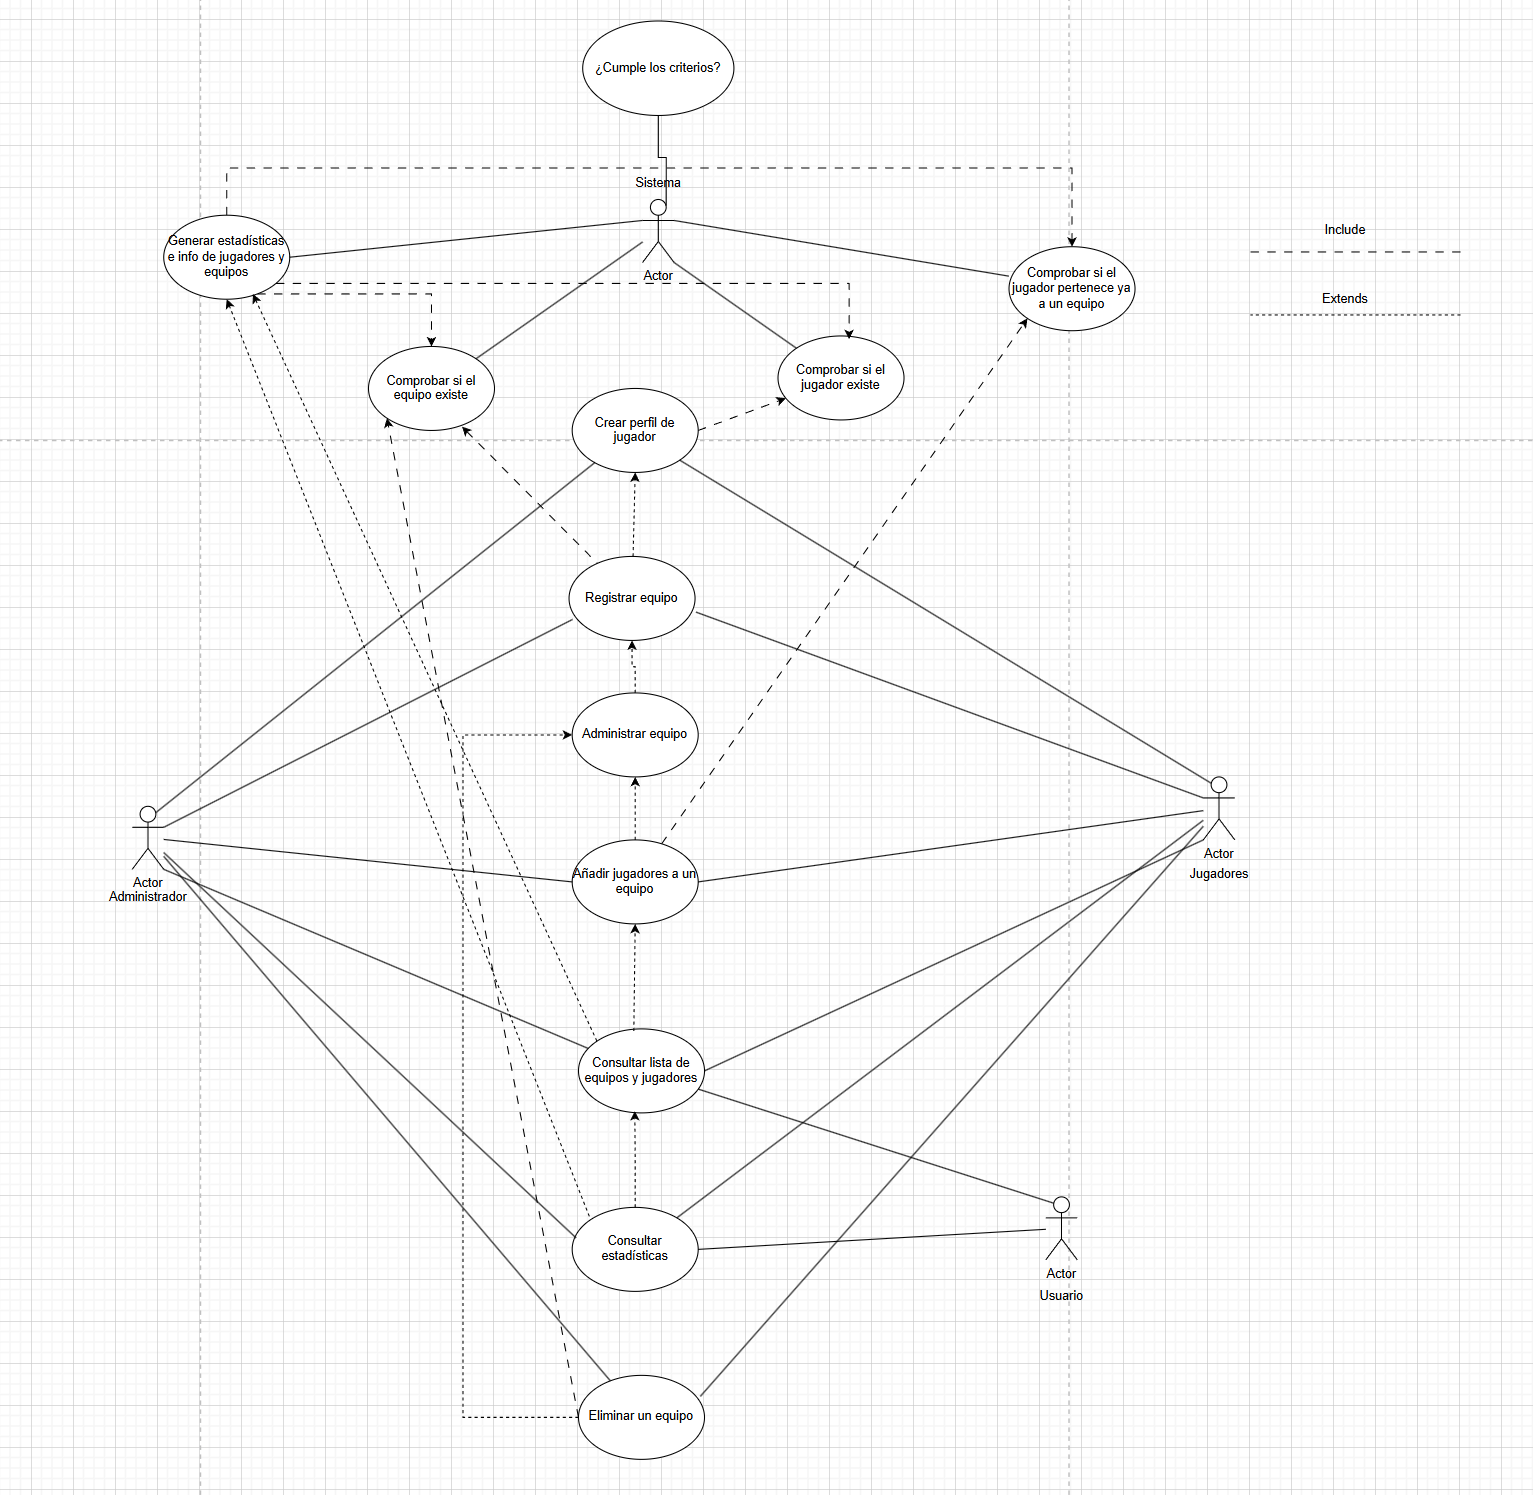 ¿Cumple los criterios?
Sistema
Actor
Generar estadísticas
e info de jugadores y
equipos
Comprobar si el
jugador pertenece ya
a un equipo
Include
Extends
Comprobar si el
equipo existe
Comprobar si el
jugador existe
Crear perfil de
jugador
Registrar equipo
Administrar equipo
Actor
Administrador
Actor
Jugadores
Añadir jugadores a un
equipo
Consultar lista de
equipos y jugadores
Consultar
estadísticas
Actor
Usuario
Eliminar un equipo